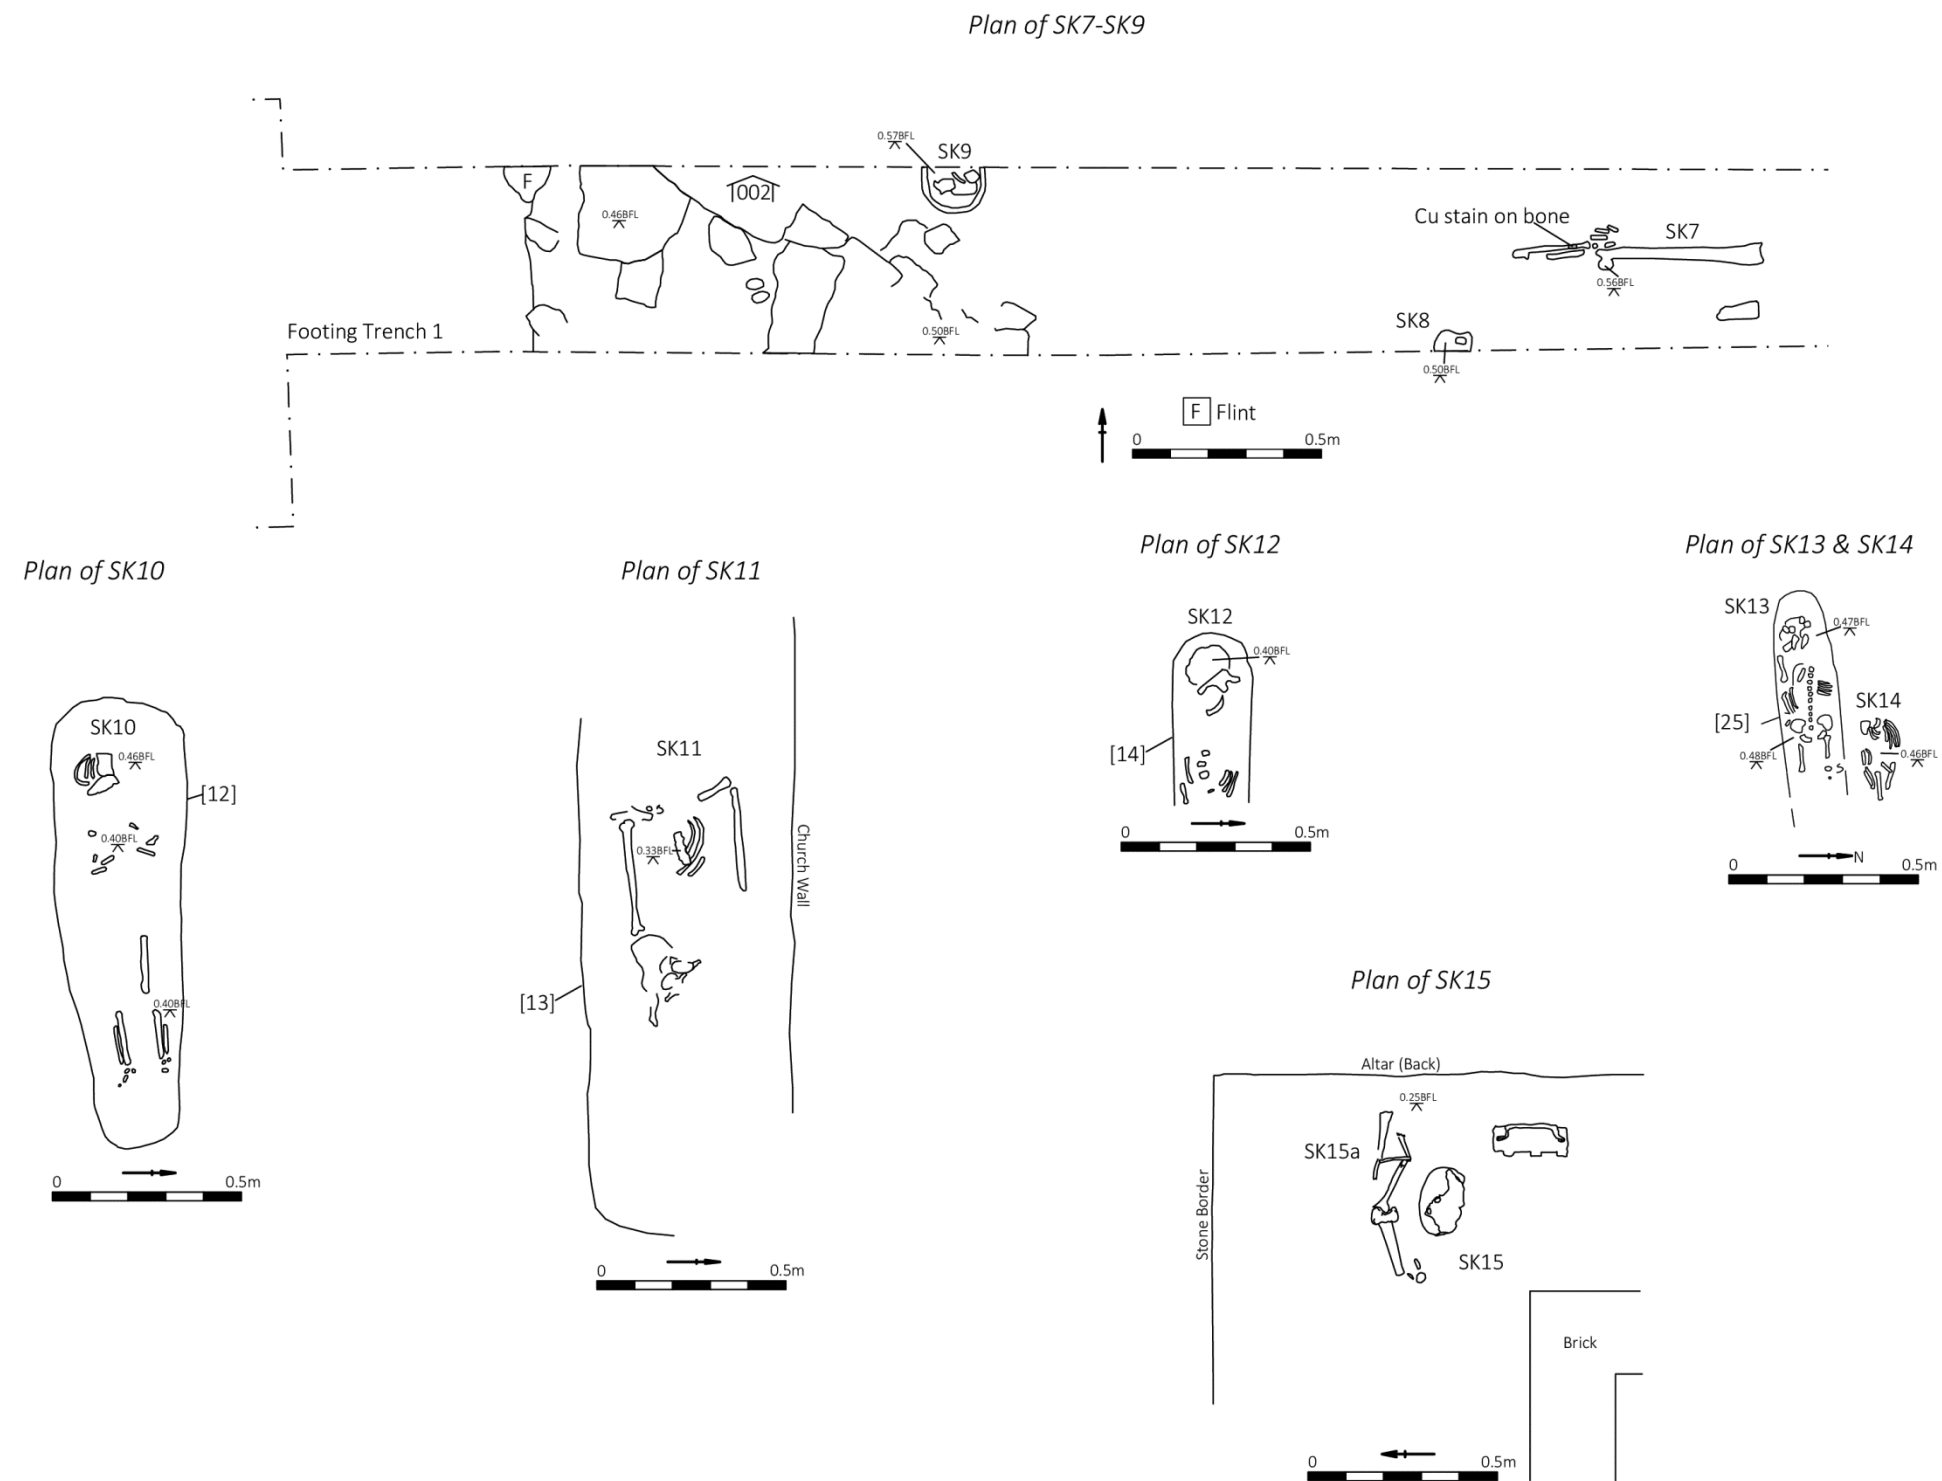 Plan of SK7-SK9
0.57BFL
SK9
F
002
0.46BFL
Cu stain on bone
SK7
0.56BFL
Footing Trench 1
0.50BFL
SK8
0.50BFL
F Flint
0 0.5m
Plan of SK10
SK10
0.46BFL
[12]
0.40BFL
0.40BFL
0 0.5m
Plan of SK11
SK11
0.33BFL
Church Wall
[13]
0 0.5m
Plan of SK12
SK12
0.40BFL
[14]
0 0.5m
Plan of SK13 & SK14
SK13
0.47BFL
SK14
[25]
0.48BFL
0.46BFL
N
0 0.5m
Plan of SK15
Altar (Back)
0.25BFL
SK15a
Stone Border
SK15
Brick
0 0.5m